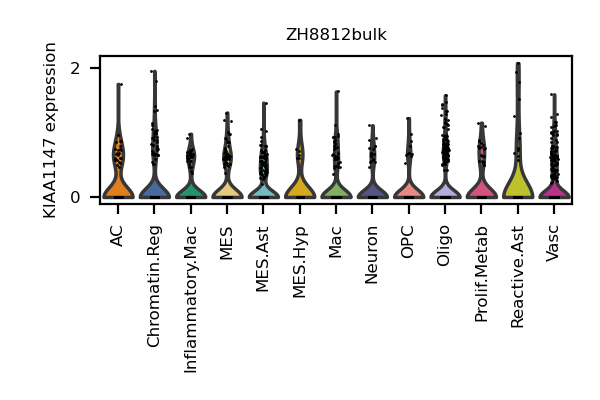 ZH8812bulk
KIAA1147 expression
2
0
AC
Chromatin.Reg
Inflammatory.Mac
MES
MES.Ast
MES.Hyp
Mac
Neuron
OPC
Oligo
Prolif.Metab
Reactive.Ast
Vasc